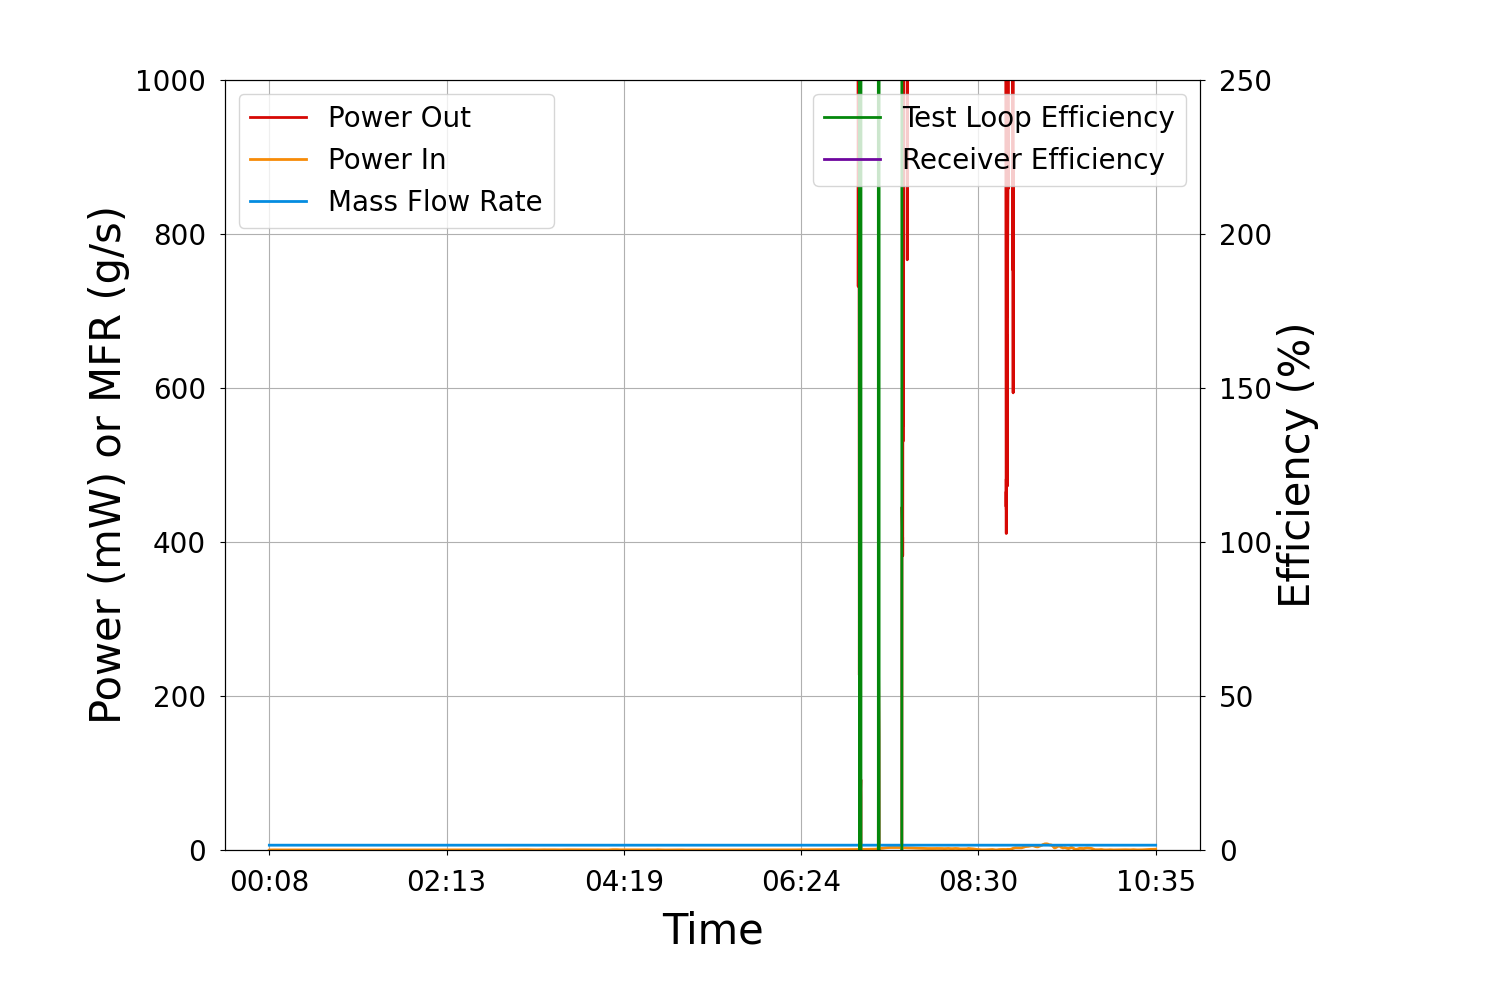 1000
800
600
400
200
0
Power (mW) or MFR (g/s)
Power Out
Power In
Mass Flow Rate
Test Loop Efficiency
Receiver Efficiency
250
200
150
100
50
0
Efficiency (%)
00:08 02:13 04:19 06:24 08:30 10:35
Time